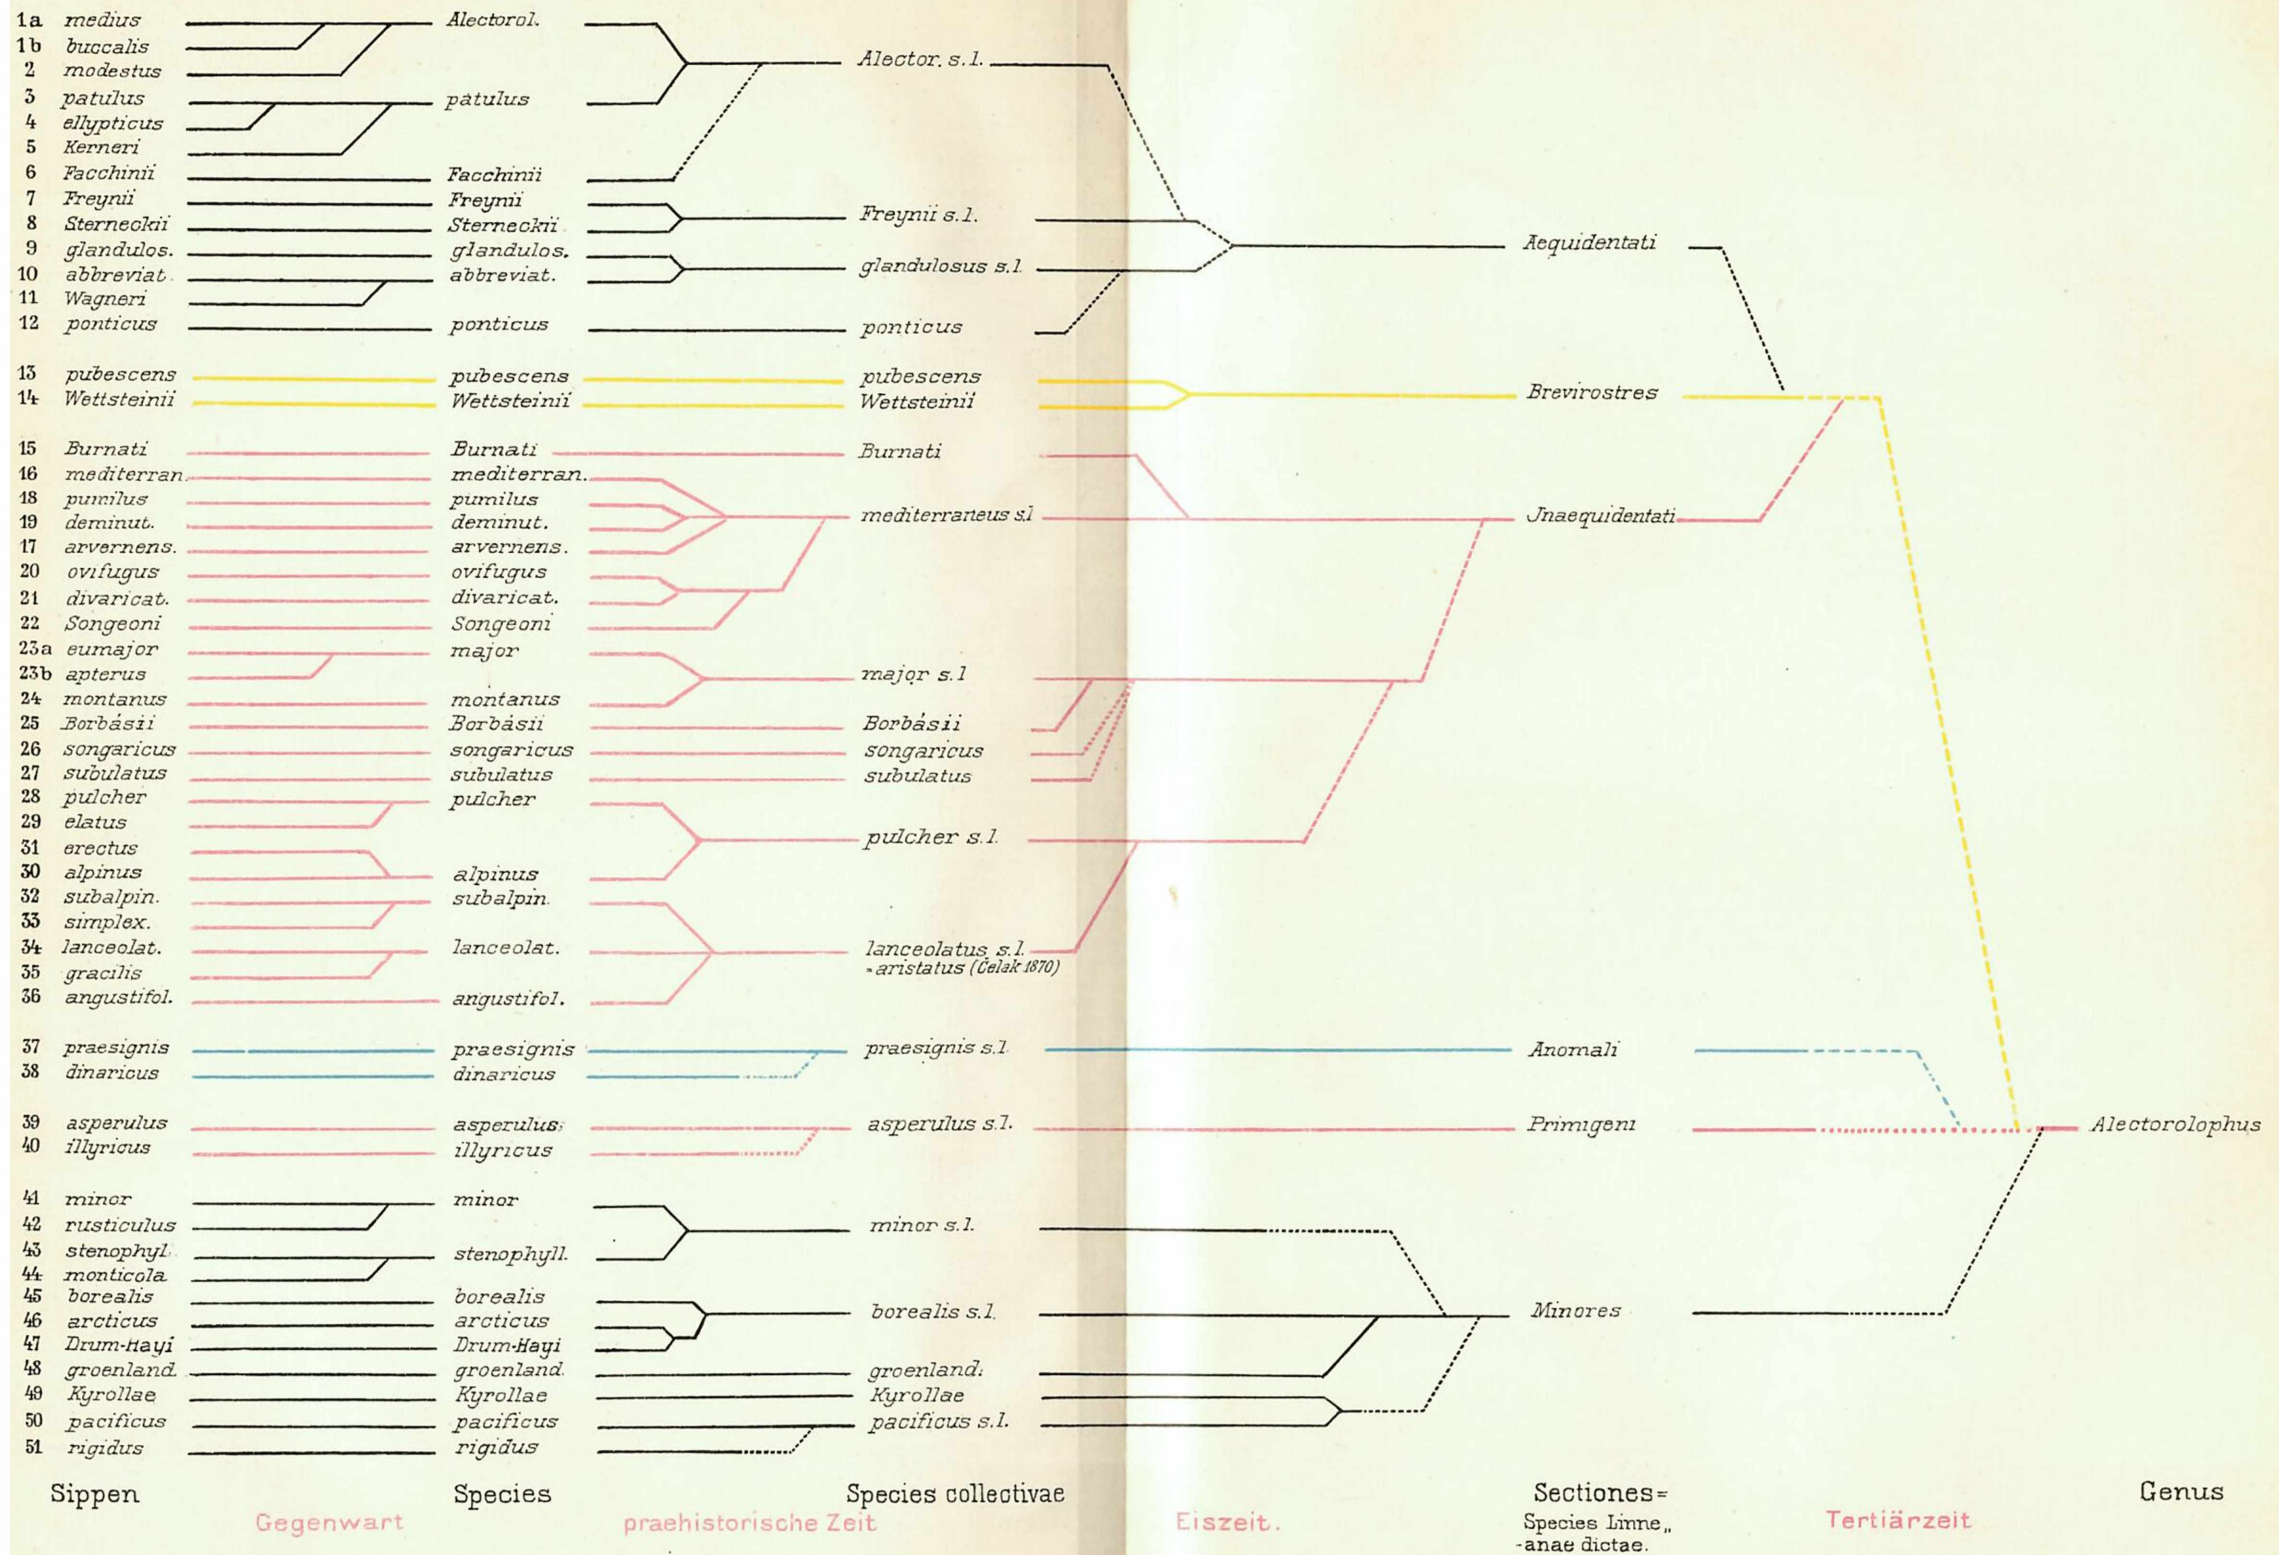 1a medius Alectorol.
1b buccalis
2 modestus Alector. s.l.
3 patulus patulus
4 ellypticus
5 Kerneri
6 Facchinii Facchinii
7 Freynii Freynii
8 Sterneckii Sterneckii Freynii s.l.
9 glandulos. glandulos. Aequidentati
10 abbreviat. abbreviat. glandulosus s.l.
11 Wagneri
12 ponticus ponticus ponticus
13 pubescens pubescens pubescens
14 Wettsteinii Wettsteinii Wettsteinii Brevirostres
15 Burnati Burnati Burnati
16 mediterran. mediterran.
18 pumilus pumilus
19 deminut. deminut. mediterraneus s.l Jnaequidentati
17 arvernens. arvernens.
20 ovifugus ovifugus
21 divaricat. divaricat.
22 Songeoni Songeoni
23a eumajor major
23b apterus major s.l
24 montanus montanus
25 Borbásii Borbásii Borbásii
26 songaricus songaricus songaricus
27 subulatus subulatus subulatus
28 pulcher pulcher
29 elatus
31 erectus pulcher s.l.
30 alpinus alpinus
32 subalpin. subalpin.
33 simplex.
34 lanceolat. lanceolat. lanceolatus s.l.
35 gracilis = aristatus (Čelak 1870)
36 angustifol. angustifol.
37 praesignis praesignis praesignis s.l. Anomali
38 dinaricus dinaricus
39 asperulus asperulus: asperulus s.l. Primigeni Alectorolophus
40 illyricus illyricus
41 minor minor
42 rusticulus minor s.l.
43 stenophyl. stenophyll.
44 monticola
45 borealis borealis
46 arcticus arcticus borealis s.l. Minores
47 Drum-Hayi Drum-Hayi
48 groenland. groenland. groenland:
49 Kyrollae Kyrollae Kyrollae
50 pacificus pacificus pacificus s.l.
51 rigidus rigidus
Sippen Species Species collectivae Sectiones= Genus
Gegenwart praehistorische Zeit Eiszeit. Species Linne„ Tertiärzeit
-anae dictae.